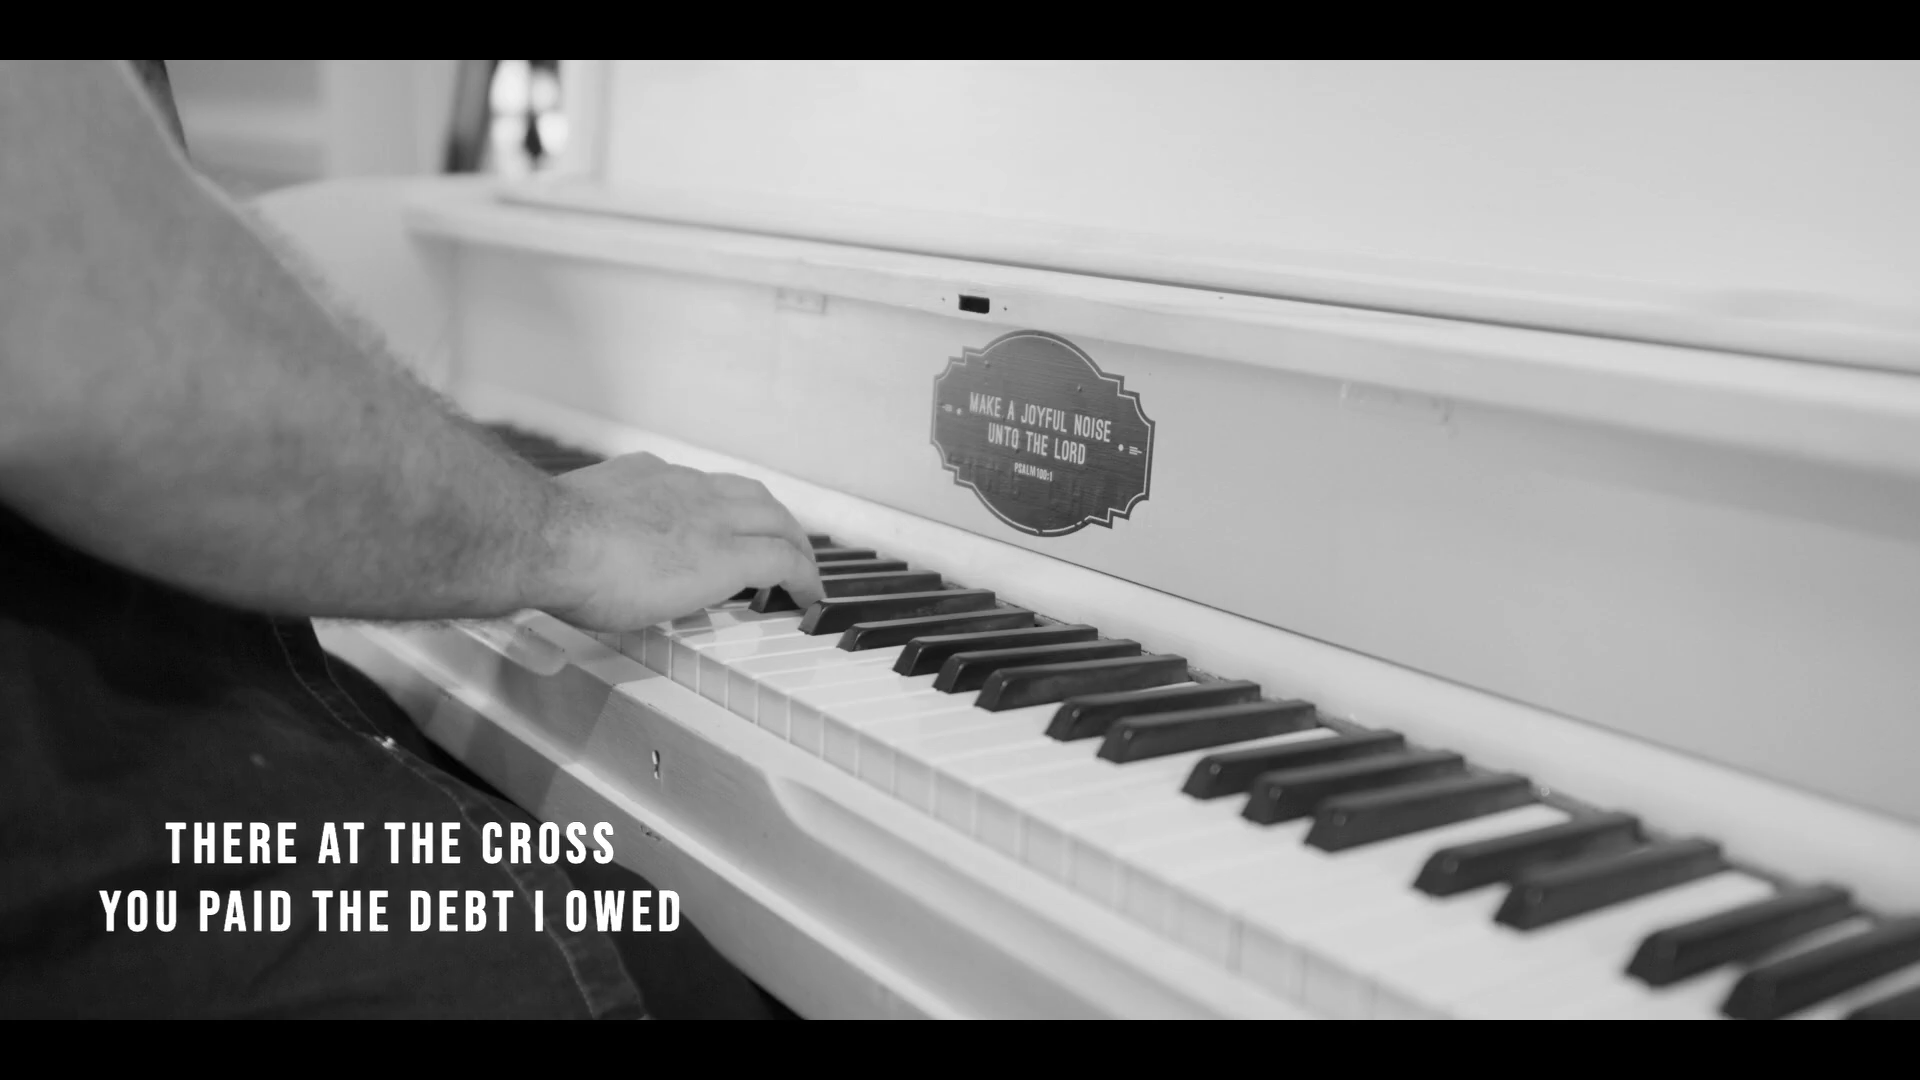 MAKE A JOYFUL NOISE
UNTO THE LORD
PSALM 100:1
THERE AT THE CROSS
YOU PAID THE DEBT I OWED